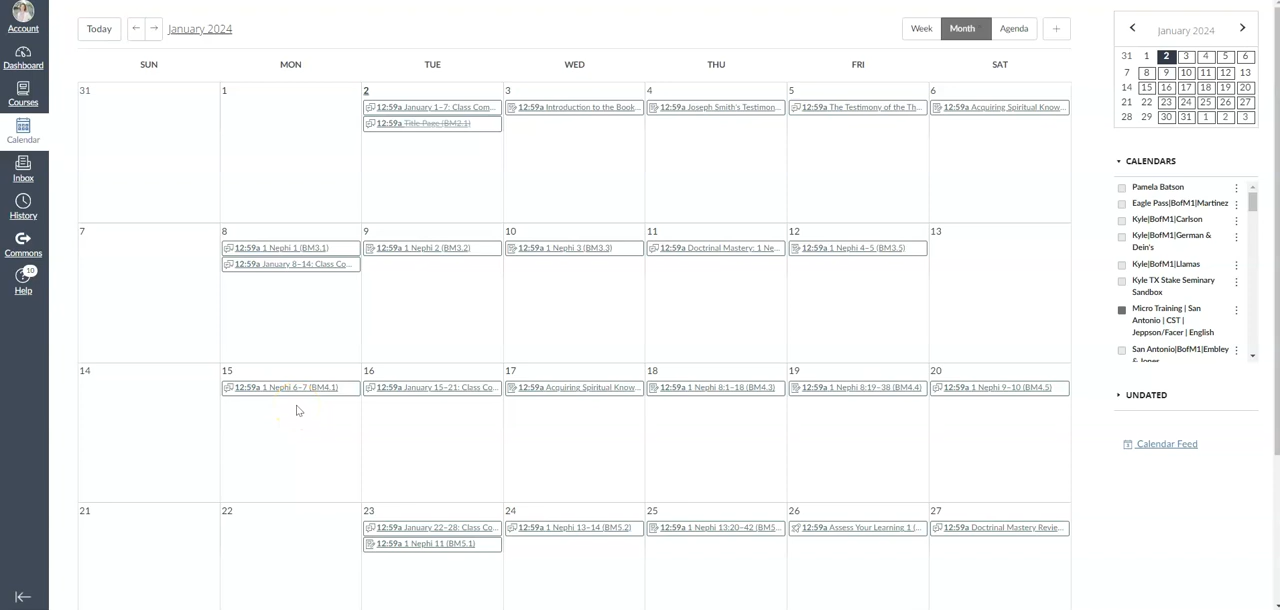 Account
Dashboard
Courses
Calendar
Inbox
History
Commons
10
Help
Today
January 2024
Week
Month
Agenda
SUN MON TUE WED THU FRI SAT
31 1 2 3 4 5 6
12:59a January 1–7: Class Com...
12:59a Title Page (BM2.1)
12:59a Introduction to the Book...
12:59a Joseph Smith's Testimon...
12:59a The Testimony of the Th...
12:59a Acquiring Spiritual Know...
7 8 9 10 11 12 13
12:59a 1 Nephi 1 (BM3.1)
12:59a January 8–14: Class Co...
12:59a 1 Nephi 2 (BM3.2)
12:59a 1 Nephi 3 (BM3.3)
12:59a Doctrinal Mastery: 1 Ne...
12:59a 1 Nephi 4–5 (BM3.5)
14 15 16 17 18 19 20
12:59a 1 Nephi 6–7 (BM4.1)
12:59a January 15–21: Class Co...
12:59a Acquiring Spiritual Know...
12:59a 1 Nephi 8:1–18 (BM4.3)
12:59a 1 Nephi 8:19–38 (BM4.4)
12:59a 1 Nephi 9–10 (BM4.5)
21 22 23 24 25 26 27
12:59a January 22–28: Class Co...
12:59a 1 Nephi 11 (BM5.1)
12:59a 1 Nephi 13–14 (BM5.2)
12:59a 1 Nephi 13:20–42 (BM5...
12:59a Assess Your Learning 1 (...
12:59a Doctrinal Mastery Revie...
January 2024
31 1 2 3 4 5 6
7 8 9 10 11 12 13
14 15 16 17 18 19 20
21 22 23 24 25 26 27
28 29 30 31 1 2 3
CALENDARS
Pamela Batson
Eagle Pass|BofM1|Martinez
Kyle|BofM1|Carlson
Kyle|BofM1|German &
Dein's
Kyle|BofM1|Llamas
Kyle TX Stake Seminary
Sandbox
Micro Training | San
Antonio | CST |
Jeppson/Facer | English
San Antonio|BofM1|Embley
& Jones
UNDATED
Calendar Feed